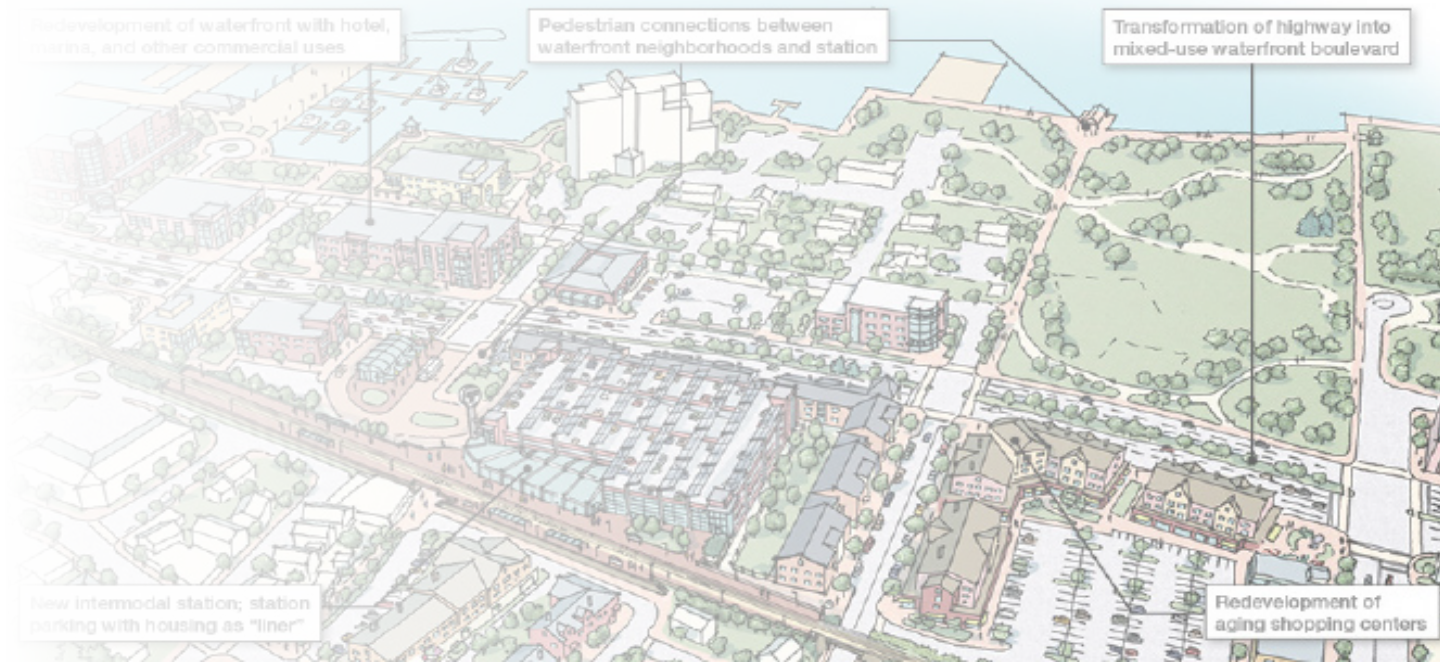 Redevelopment of waterfront with hotel,
marina, and other commercial uses
Pedestrian connections between
waterfront neighborhoods and station
Transformation of highway into
mixed-use waterfront boulevard
New intermodal station; station
parking with housing as “liner”
Redevelopment of
aging shopping centers